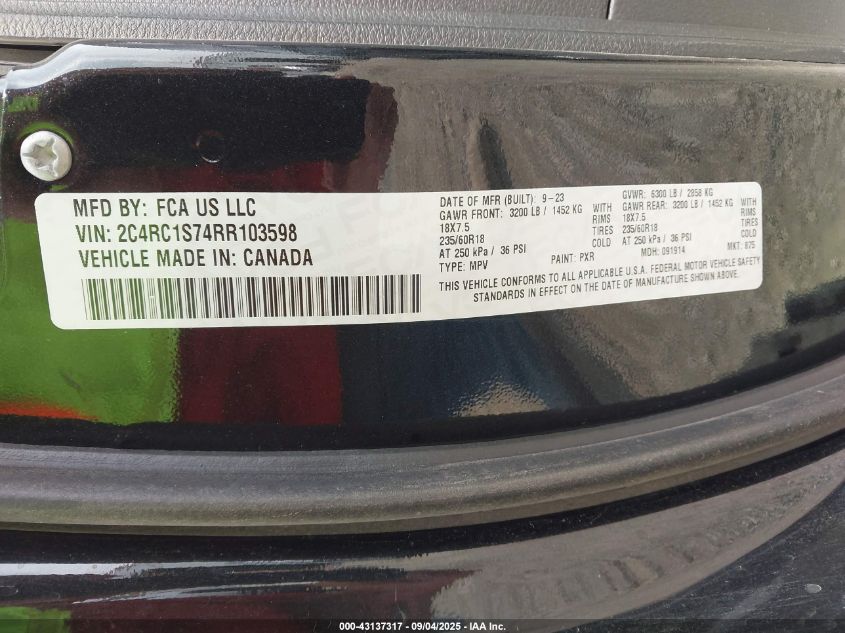 MFD BY: FCA US LLC
VIN: 2C4RC1S74RR103598
VEHICLE MADE IN: CANADA
DATE OF MFR (BUILT): 9-23
GVWR: 6300 LB / 2858 KG
GAWR FRONT: 3200 LB / 1452 KG WITH
GAWR REAR: 3200 LB / 1452 KG WITH
18X7.5 RIMS
18X7.5 RIMS
235/60R18 TIRES
235/60R18 TIRES
AT 250 kPa / 36 PSI
AT 250 kPa / 36 PSI
TYPE: MPV PAINT: PXR MDH: 091914 MKT: 875
THIS VEHICLE CONFORMS TO ALL APPLICABLE U.S.A. FEDERAL MOTOR VEHICLE SAFETY
STANDARDS IN EFFECT ON THE DATE OF MANUFACTURE SHOWN ABOVE.
000-43137317 - 09/04/2025 - IAA Inc.